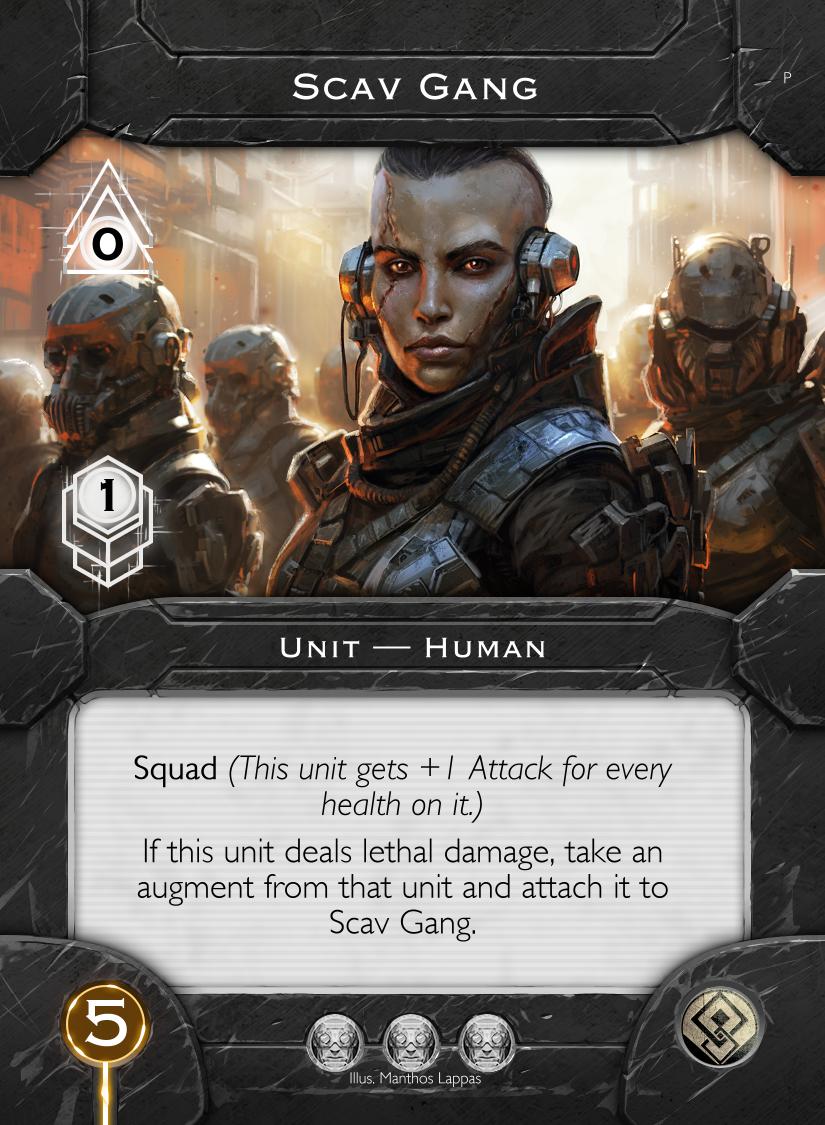 Scav Gang
P
0
1
Unit — Human
Squad (This unit gets +1 Attack for every
health on it.)
If this unit deals lethal damage, take an
augment from that unit and attach it to
Scav Gang.
5
Illus. Manthos Lappas